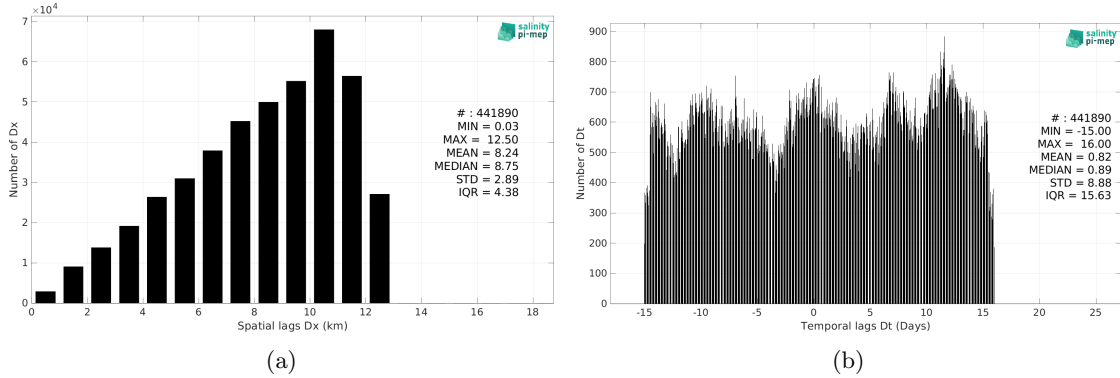 ×10⁴
7
6
5
4
3
2
1
0
Number of Dx
salinity
pi-mep
# : 441890
MIN = 0.03
MAX = 12.50
MEAN = 8.24
MEDIAN = 8.75
STD = 2.89
IQR = 4.38
0 2 4 6 8 10 12 14 16 18
Spatial lags Dx (km)
(a)
900
800
700
600
500
400
300
200
100
0
Number of Dt
salinity
pi-mep
# : 441890
MIN = -15.00
MAX = 16.00
MEAN = 0.82
MEDIAN = 0.89
STD = 8.88
IQR = 15.63
-15 -10 -5 0 5 10 15 20 25
Temporal lags Dt (Days)
(b)